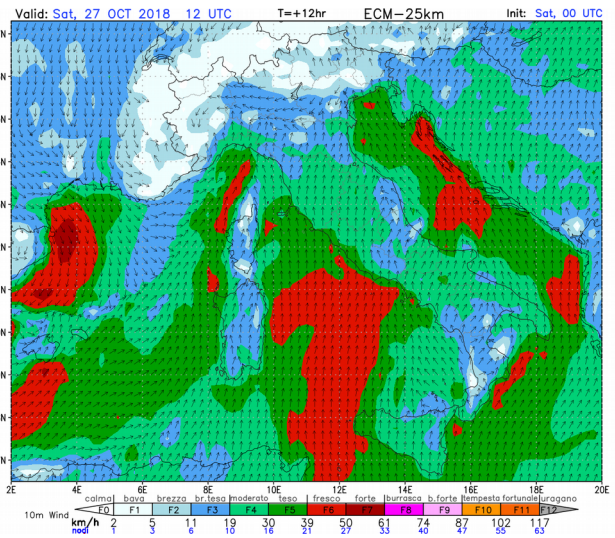 Valid: Sat, 27 OCT 2018 12 UTC T=+12hr ECM-25km Init: Sat, 00 UTC
N
N
N
N
N
N
N
N
N
N
N
2E 4E 6E 8E 10E 12E 14E 16E 18E 20E
calma bava brezza br.tesa moderato teso fresco forte burrasca b.forte tempesta fortunale uragano
10m Wind F0 F1 F2 F3 F4 F5 F6 F7 F8 F9 F10 F11 F12
km/h 2 5 11 19 30 39 50 61 74 87 102 117
nodi 1 3 6 10 16 21 27 33 40 47 55 63